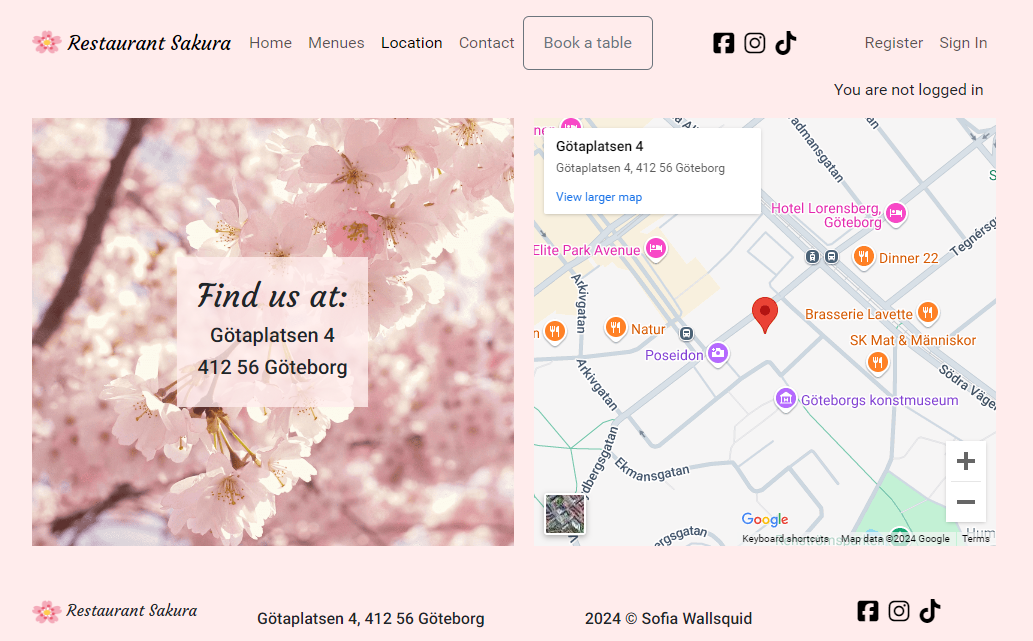 Restaurant Sakura Home Menues Location Contact Book a table Register Sign In
You are not logged in
Find us at:
Götaplatsen 4
412 56 Göteborg
Götaplatsen 4
Götaplatsen 4, 412 56 Göteborg
View larger map
Hotel Lorensberg,
Göteborg
Tegnérsg
Elite Park Avenue
Dinner 22
Arkivgatan
Brasserie Lavette
Natur
SK Mat & Människor
Poseidon
Arkivgatan
Södra Väge
Göteborgs konstmuseum
Ekmansgatan
Google
Keyboard shortcuts Map data ©2024 Google Terms
Restaurant Sakura Götaplatsen 4, 412 56 Göteborg 2024 © Sofia Wallsquid